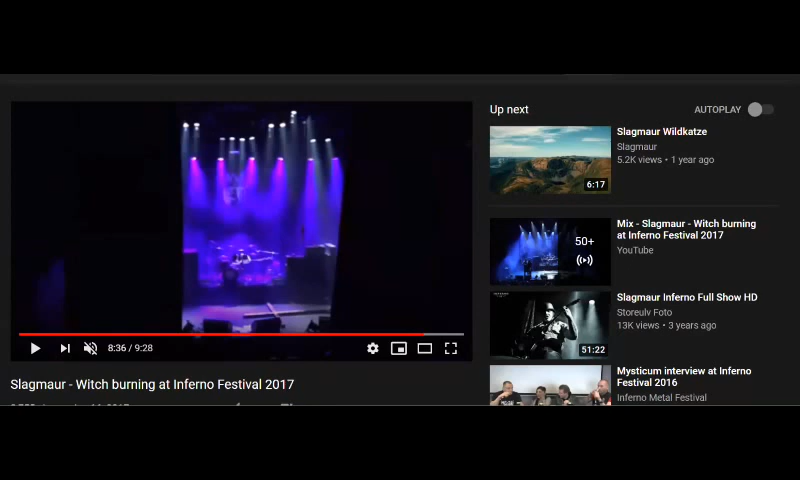 Up next
AUTOPLAY
Slagmaur Wildkatze
Slagmaur
5.2K views • 1 year ago
6:17
Mix - Slagmaur - Witch burning
at Inferno Festival 2017
YouTube
50+
Slagmaur Inferno Full Show HD
Storeulv Foto
13K views • 3 years ago
51:22
Mysticum interview at Inferno
Festival 2016
Inferno Metal Festival
8:36 / 9:28
Slagmaur - Witch burning at Inferno Festival 2017